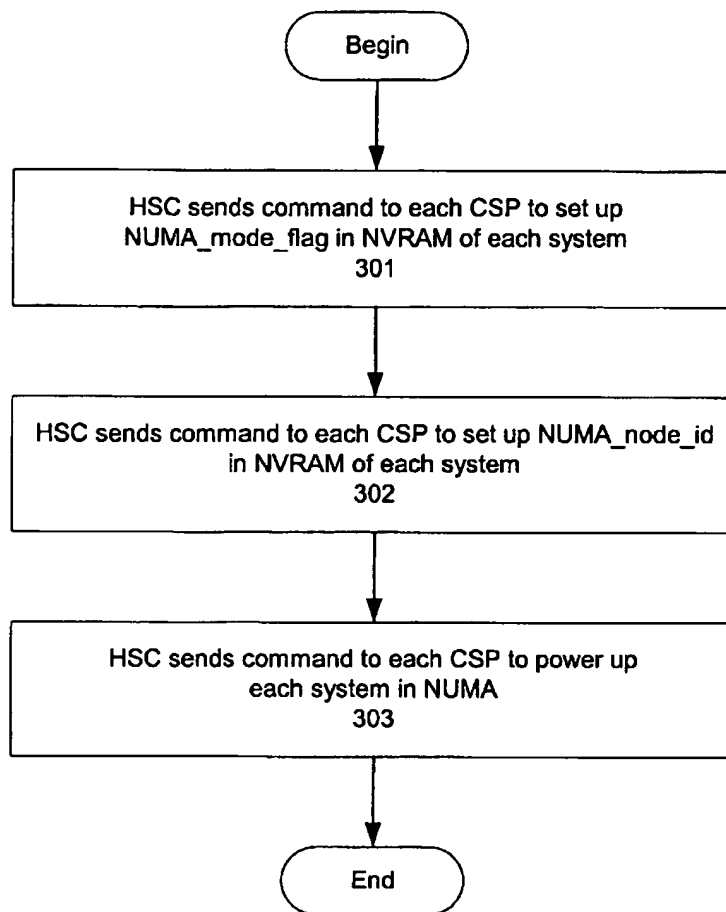 Begin
HSC sends command to each CSP to set up
NUMA_mode_flag in NVRAM of each system
301
HSC sends command to each CSP to set up NUMA_node_id
in NVRAM of each system
302
HSC sends command to each CSP to power up
each system in NUMA
303
End